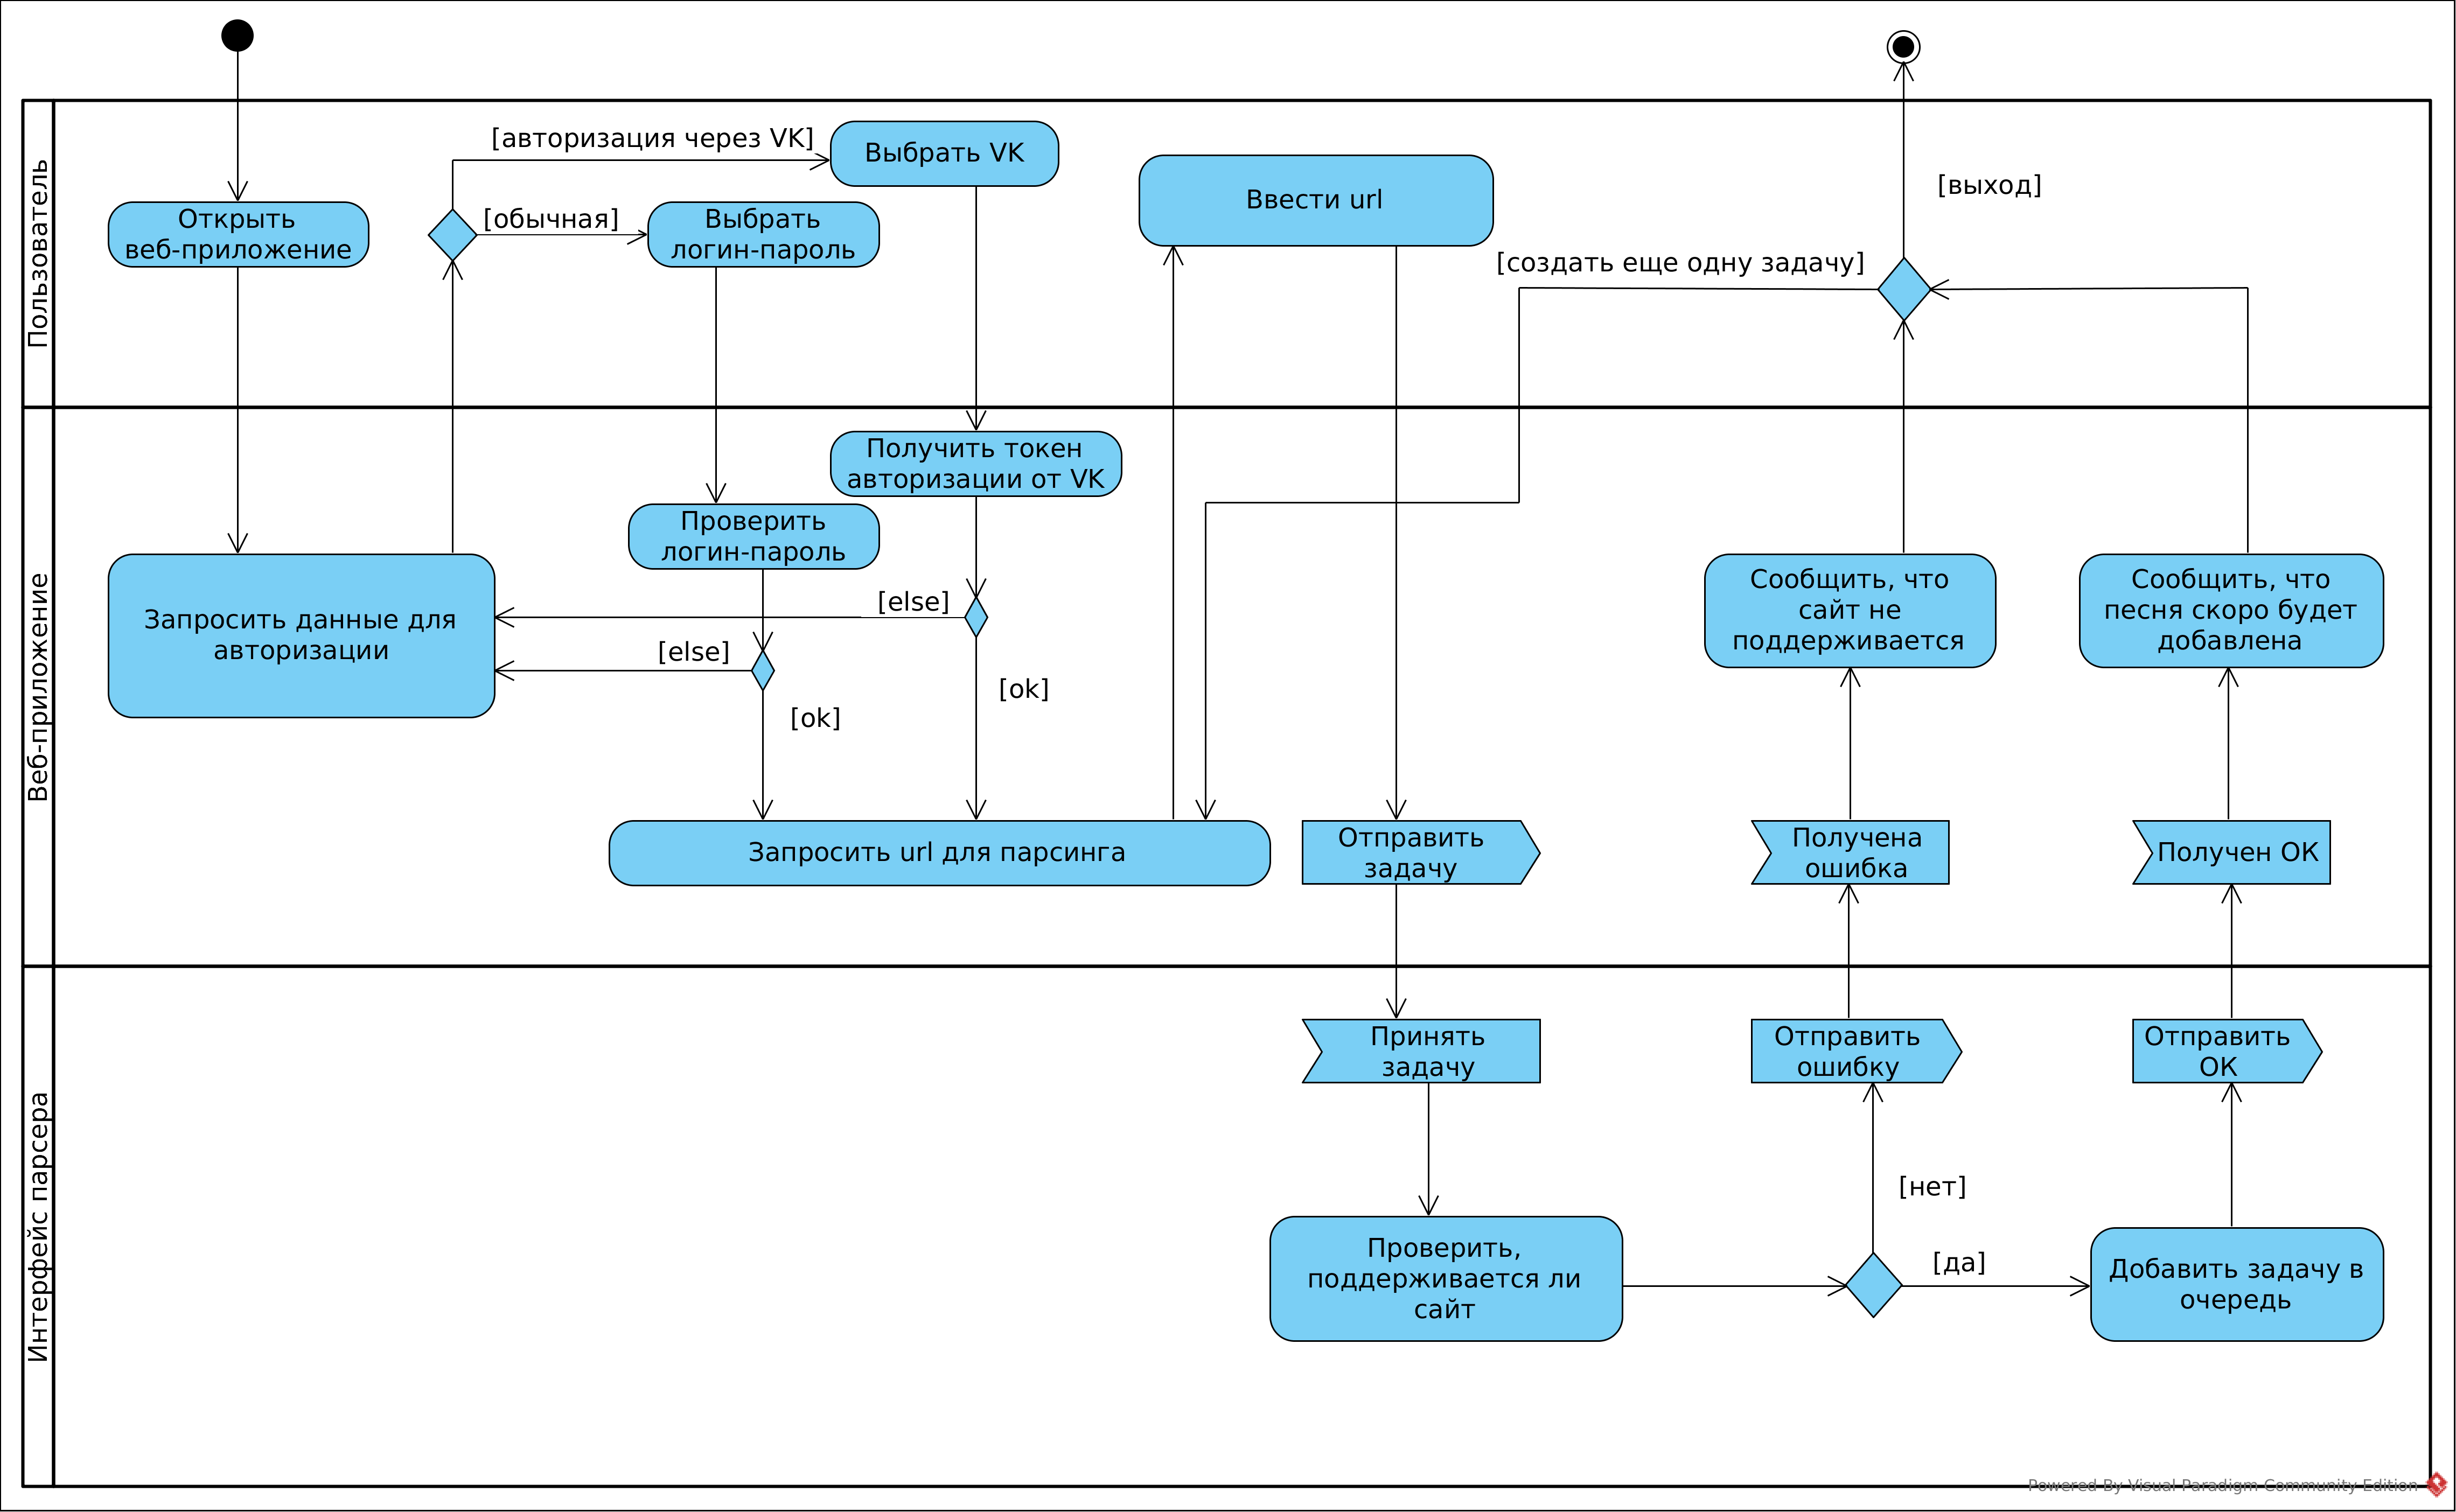 Пользователь
[авторизация через VK]
Выбрать VK
Открыть
веб-приложение
[обычная]
Выбрать
логин-пароль
Ввести url
[выход]
[создать еще одну задачу]
Веб-приложение
Получить токен
авторизации от VK
Проверить
логин-пароль
Запросить данные для
авторизации
[else]
[else]
[ok]
[ok]
Сообщить, что
сайт не
поддерживается
Сообщить, что
песня скоро будет
добавлена
Запросить url для парсинга
Отправить
задачу
Получена
ошибка
Получен ОК
Интерфейс парсера
Принять
задачу
Отправить
ошибку
Отправить
ОК
[нет]
Проверить,
поддерживается ли
сайт
[да]
Добавить задачу в
очередь
Powered By Visual Paradigm Community Edition